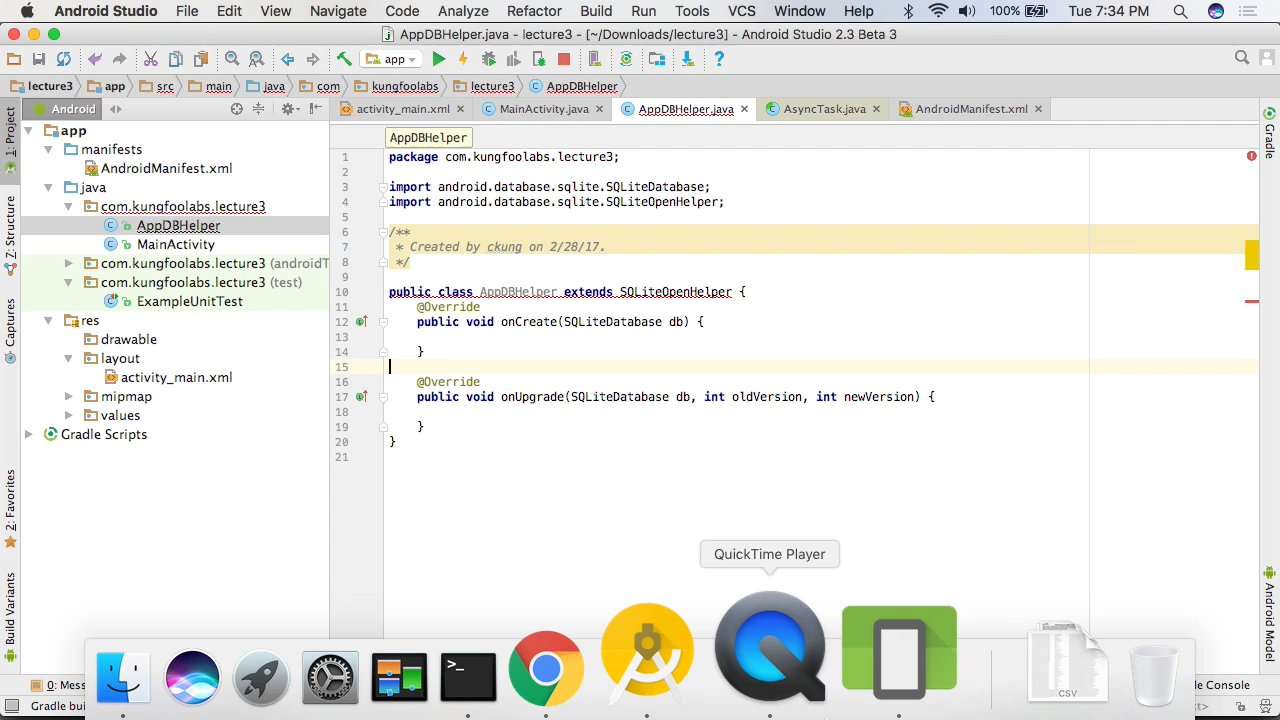 Android Studio File Edit View Navigate Code Analyze Refactor Build Run Tools VCS Window Help 100% Tue 7:34 PM
AppDBHelper.java - lecture3 - [~/Downloads/lecture3] - Android Studio 2.3 Beta 3
app
lecture3 app src main java com kungfoolabs lecture3 AppDBHelper
Android activity_main.xml MainActivity.java AppDBHelper.java AsyncTask.java AndroidManifest.xml
1: Project
Z: Structure
Captures
2: Favorites
Build Variants
app
manifests
AndroidManifest.xml
java
com.kungfoolabs.lecture3
AppDBHelper
MainActivity
com.kungfoolabs.lecture3 (androidT
com.kungfoolabs.lecture3 (test)
ExampleUnitTest
res
drawable
layout
activity_main.xml
mipmap
values
Gradle Scripts
AppDBHelper
1 package com.kungfoolabs.lecture3;
2
3 import android.database.sqlite.SQLiteDatabase;
4 import android.database.sqlite.SQLiteOpenHelper;
5
6 /**
7 * Created by ckung on 2/28/17.
8 */
9
10 public class AppDBHelper extends SQLiteOpenHelper {
11 @Override
12 public void onCreate(SQLiteDatabase db) {
13
14 }
15
16 @Override
17 public void onUpgrade(SQLiteDatabase db, int oldVersion, int newVersion) {
18
19 }
20 }
21
Gradle
Android Model
QuickTime Player
>_
csv
0: Mess
le Console
Gradle bui